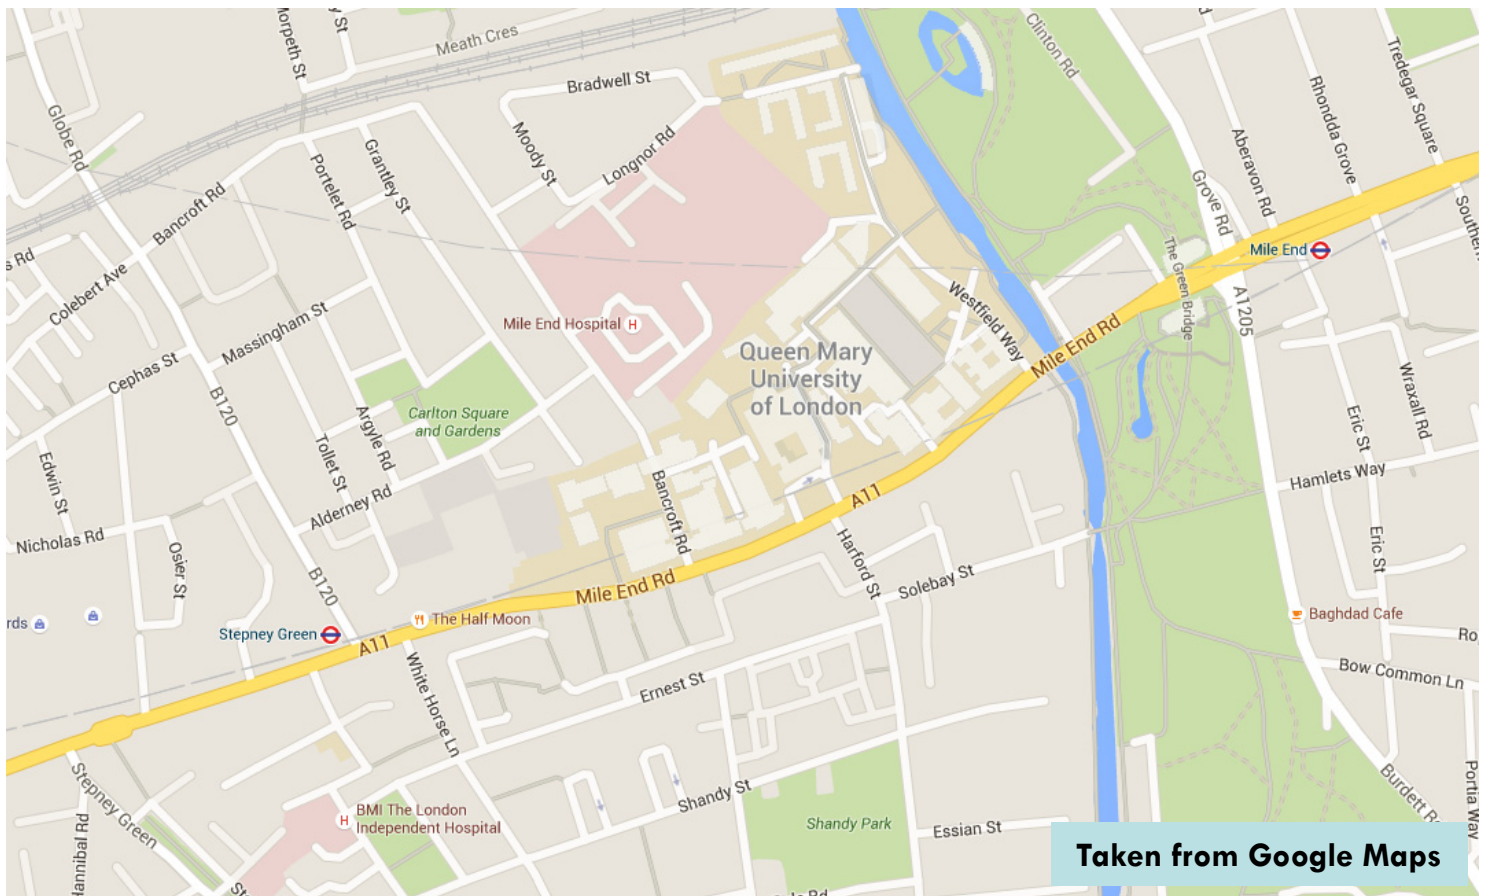 Meath Cres
Clinton Rd
Tredegar Square
Bradwell St
Rhondda Grove
Globe Rd
Moody St
Longnor Rd
Aberavon Rd
Grantley St
Portelet Rd
Grove Rd
Bancroft Rd
The Green Bridge
Mile End
Colebert Ave
Westfield Way
A1205
Massingham St
Mile End Hospital
H
Mile End Rd
Queen Mary
University
of London
Cephas St
B120
Wraxall Rd
Carlton Square
and Gardens
Argyle Rd
Eric St
Tollet St
Edwin St
Bancroft Rd
Hamlets Way
Alderney Rd
A11
Nicholas Rd
Osier St
Harford St
Eric St
B120
Mile End Rd
Solebay St
The Half Moon
Baghdad Cafe
Stepney Green
A11
White Horse Ln
Ernest St
Bow Common Ln
Stepney Green
Shandy St
Portia Way
Burdett
BMI The London
Independent Hospital
H
Hannibal Rd
Shandy Park
Essian St
Taken from Google Maps